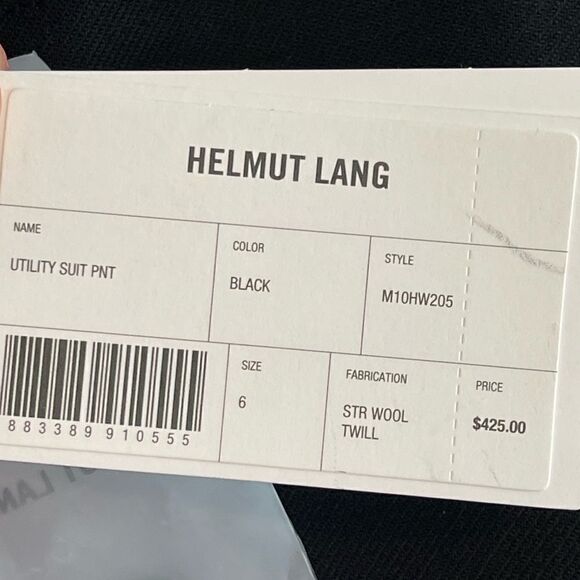 HELMUT LANG
NAME
UTILITY SUIT PNT
COLOR
BLACK
STYLE
M10HW205
883389 910555
SIZE
6
FABRICATION
STR WOOL
TWILL
PRICE
$425.00